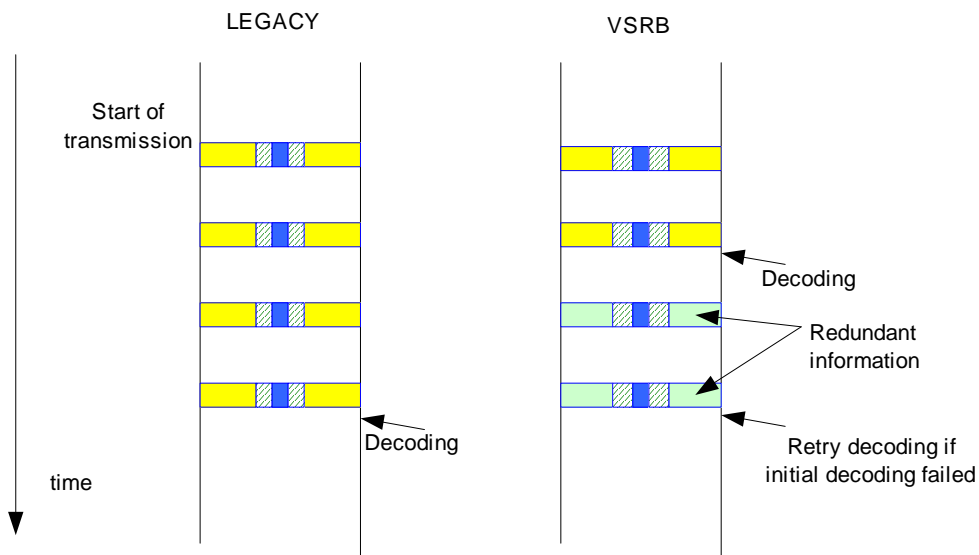 LEGACY
VSRB
Start of
transmission
Decoding
Redundant
information
Decoding
Retry decoding if
initial decoding failed
time